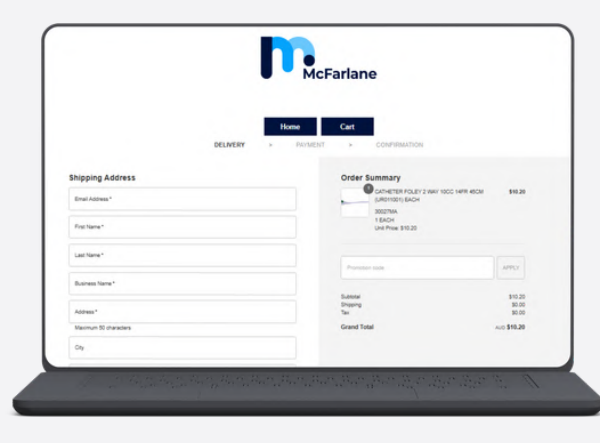 McFarlane
Home
Cart
DELIVERY > PAYMENT > CONFIRMATION
Shipping Address
Email Address *
First Name *
Last Name *
Business Name *
Address *
Maximum 50 characters
City
Order Summary
1
CATHETER FOLEY 2 WAY 10CC 14FR 45CM $10.20
(UR011001) EACH
30027MA
1 EACH
Unit Price: $10.20
Promotion code
APPLY
Subtotal $10.20
Shipping $0.00
Tax $0.00
Grand Total AUD $10.20